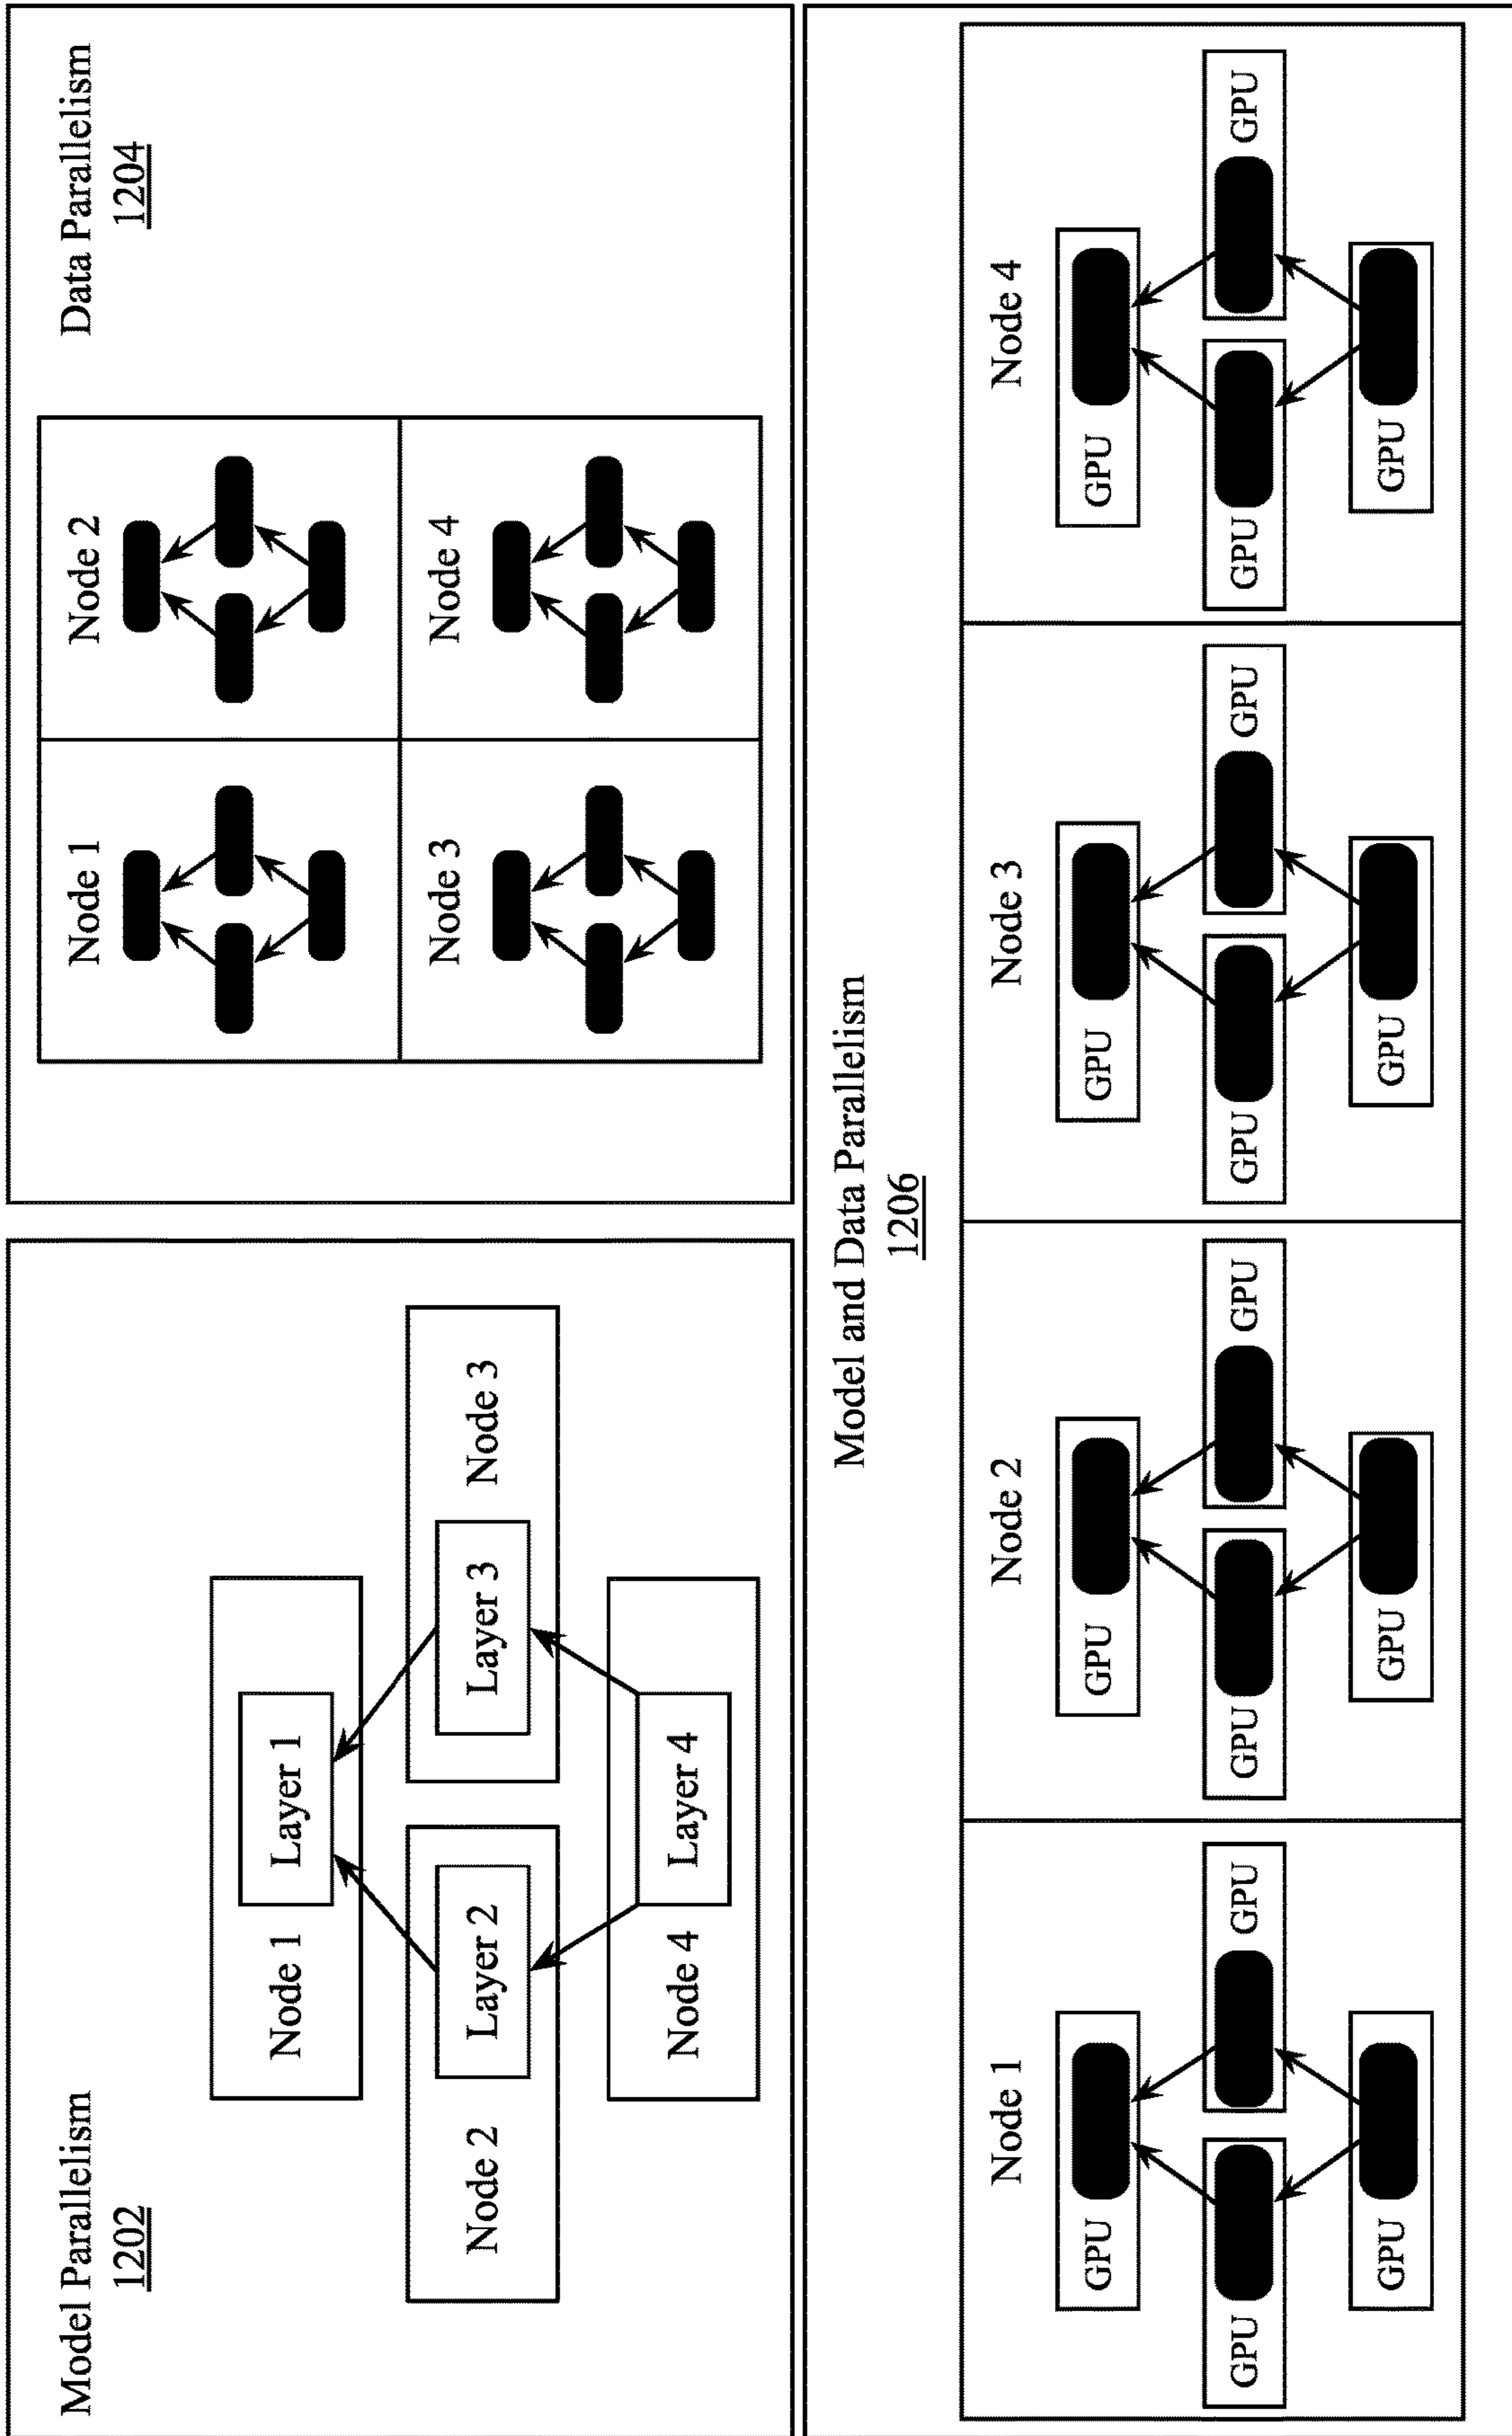 Model Parallelism
1202
Node 1
Layer 1
Node 2
Layer 2
Layer 3
Node 3
Node 4
Layer 4
Data Parallelism
1204
Node 1
Node 2
Node 3
Node 4
Model and Data Parallelism
1206
Node 1
GPU
GPU
GPU
GPU
Node 2
GPU
GPU
GPU
GPU
Node 3
GPU
GPU
GPU
GPU
Node 4
GPU
GPU
GPU
GPU